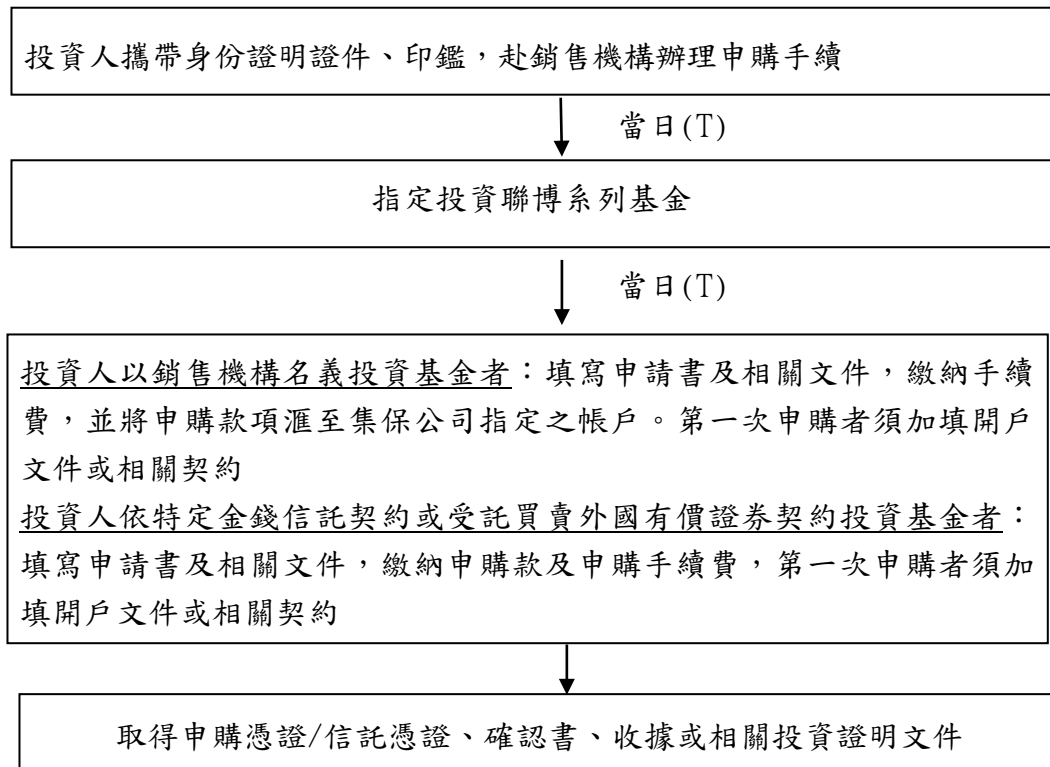 投資人攜帶身份證明證件、印鑑，赴銷售機構辦理申購手續
當日(T)
指定投資聯博系列基金
當日(T)
投資人以銷售機構名義投資基金者：填寫申請書及相關文件，繳納手續
費，並將申購款項滙至集保公司指定之帳戶。第一次申購者須加填開戶
文件或相關契約
投資人依特定金錢信託契約或受託買賣外國有價證券契約投資基金者：
填寫申請書及相關文件，繳納申購款及申購手續費，第一次申購者須加
填開戶文件或相關契約
取得申購憑證/信託憑證、確認書、收據或相關投資證明文件